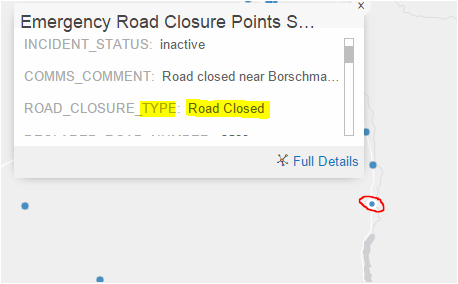 Emergency Road Closure Points S...
x
INCIDENT_STATUS: inactive
COMMS_COMMENT: Road closed near Borschma...
ROAD_CLOSURE_TYPE: Road Closed
Full Details